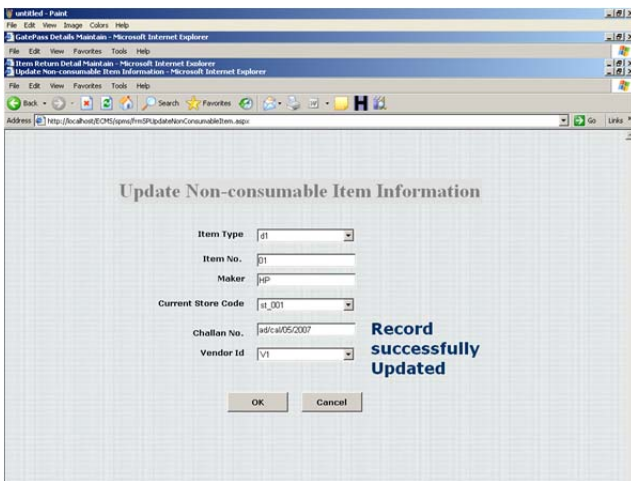 untitled - Paint
File Edit View Image Colors Help
GatePass Details Maintain - Microsoft Internet Explorer
File Edit View Favorites Tools Help
Item Return Detail Maintain - Microsoft Internet Explorer
Update Non-consumable Item Information - Microsoft Internet Explorer
File Edit View Favorites Tools Help
Back Search Favorites H
Address http://localhost/ECMS/spms/frmSPUpdateNonConsumableItem.aspx Go Links
Update Non-consumable Item Information
Item Type d1
Item No. 01
Maker HP
Current Store Code st_001
Challan No. ad/cal/05/2007
Vendor Id V1
Record
successfully
Updated
OK Cancel